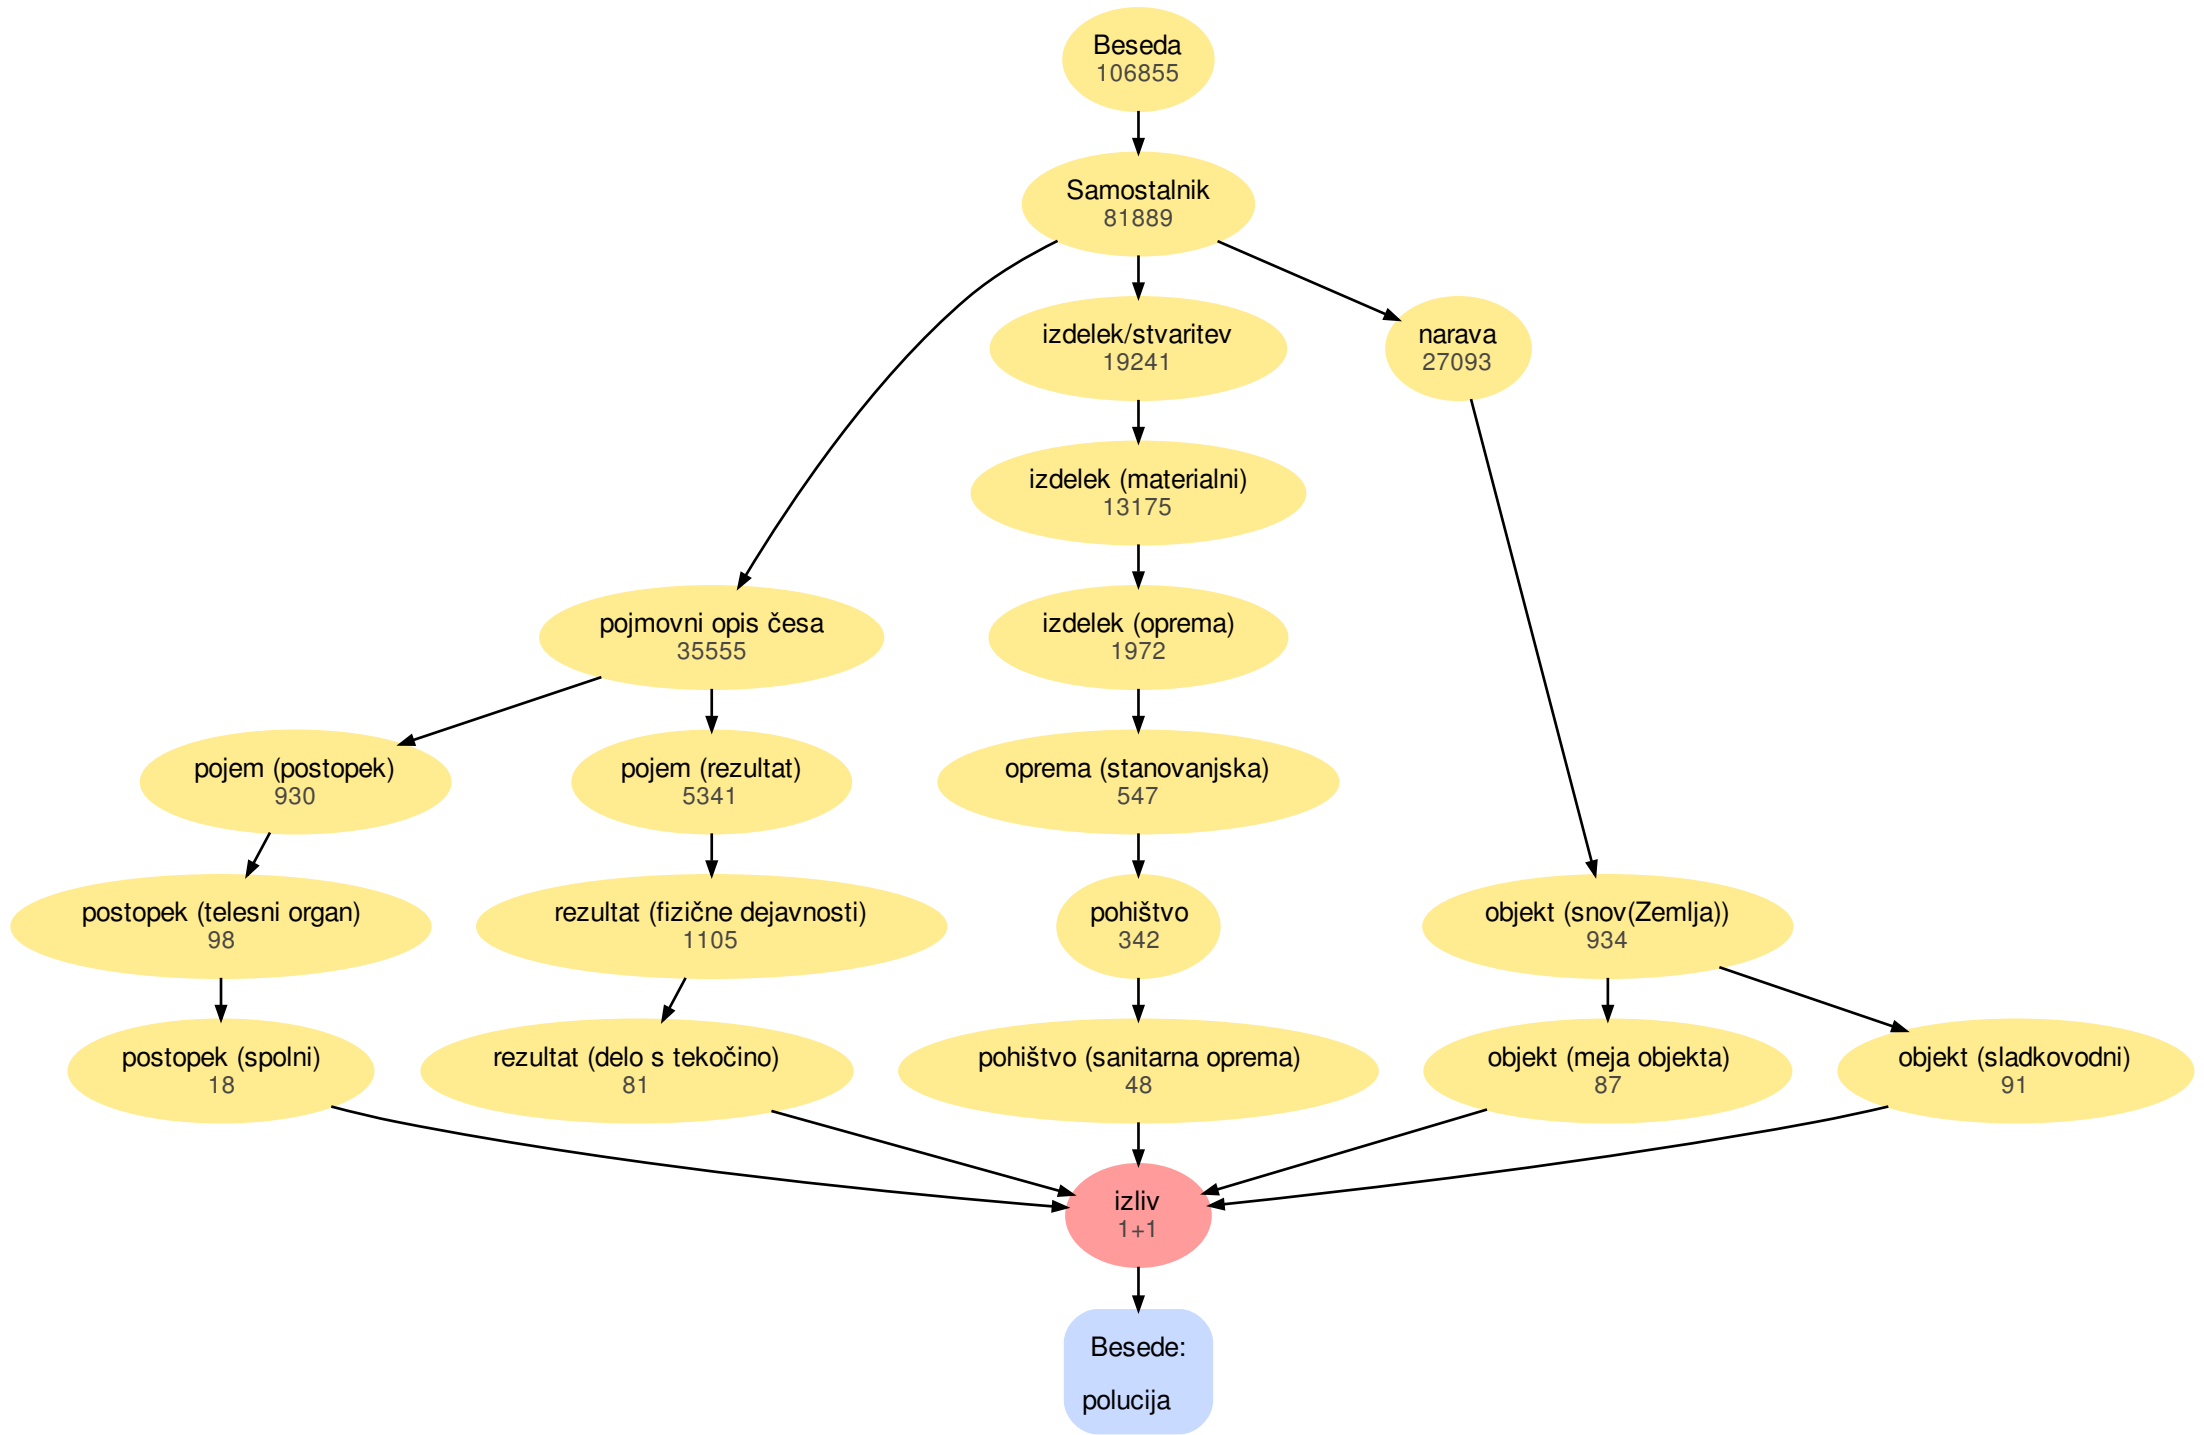 Beseda
106855
Samostalnik
81889
izdelek/stvaritev
19241
narava
27093
izdelek (materialni)
13175
pojmovni opis česa
35555
izdelek (oprema)
1972
pojem (postopek)
930
pojem (rezultat)
5341
oprema (stanovanjska)
547
postopek (telesni organ)
98
rezultat (fizične dejavnosti)
1105
pohištvo
342
objekt (snov(Zemlja))
934
postopek (spolni)
18
rezultat (delo s tekočino)
81
pohištvo (sanitarna oprema)
48
objekt (meja objekta)
87
objekt (sladkovodni)
91
izliv
1+1
Besede:
polucija